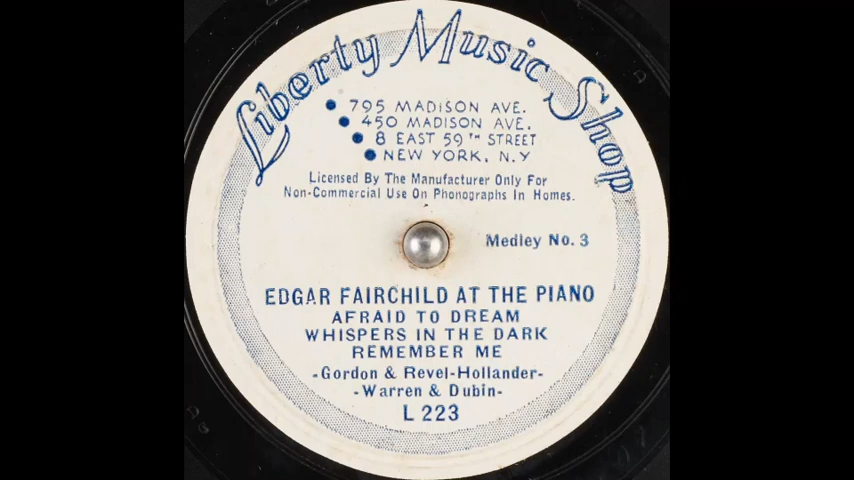 Liberty Music Shop
795 MADISON AVE.
450 MADISON AVE.
8 EAST 59TH STREET
NEW YORK, N.Y
Licensed By The Manufacturer Only For
Non-Commercial Use On Phonographs In Homes.
Medley No. 3
EDGAR FAIRCHILD AT THE PIANO
AFRAID TO DREAM
WHISPERS IN THE DARK
REMEMBER ME
-Gordon & Revel-Hollander-
-Warren & Dubin-
L 223